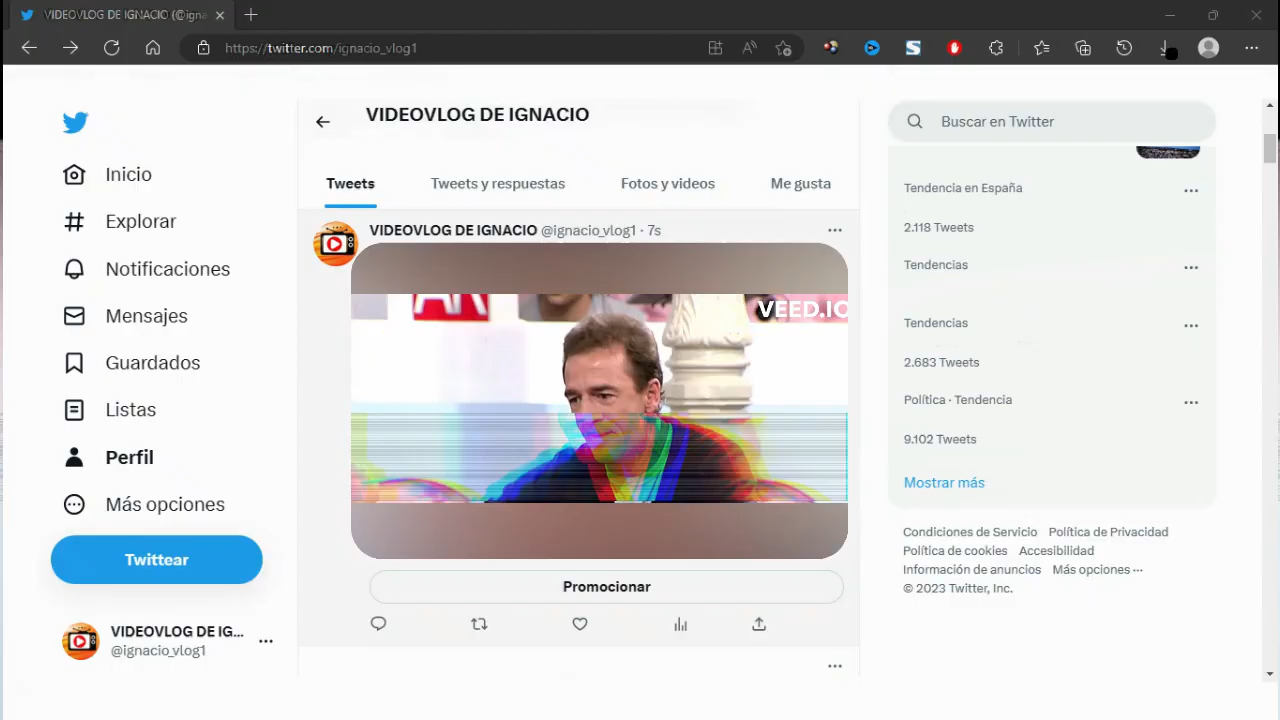 VIDEOVLOG DE IGNACIO (@igna
https://twitter.com/ignacio_vlog1
VIDEOVLOG DE IGNACIO
Buscar en Twitter
Inicio
Explorar
Notificaciones
Mensajes
Guardados
Listas
Perfil
Más opciones
Twittear
VIDEOVLOG DE IG...
@ignacio_vlog1
Tweets
Tweets y respuestas
Fotos y videos
Me gusta
VIDEOVLOG DE IGNACIO @ignacio_vlog1 · 7s
AR
VEED.IO
Promocionar
Tendencia en España
2.118 Tweets
Tendencias
Tendencias
2.683 Tweets
Política · Tendencia
9.102 Tweets
Mostrar más
Condiciones de Servicio Política de Privacidad
Política de cookies Accesibilidad
Información de anuncios Más opciones ···
© 2023 Twitter, Inc.